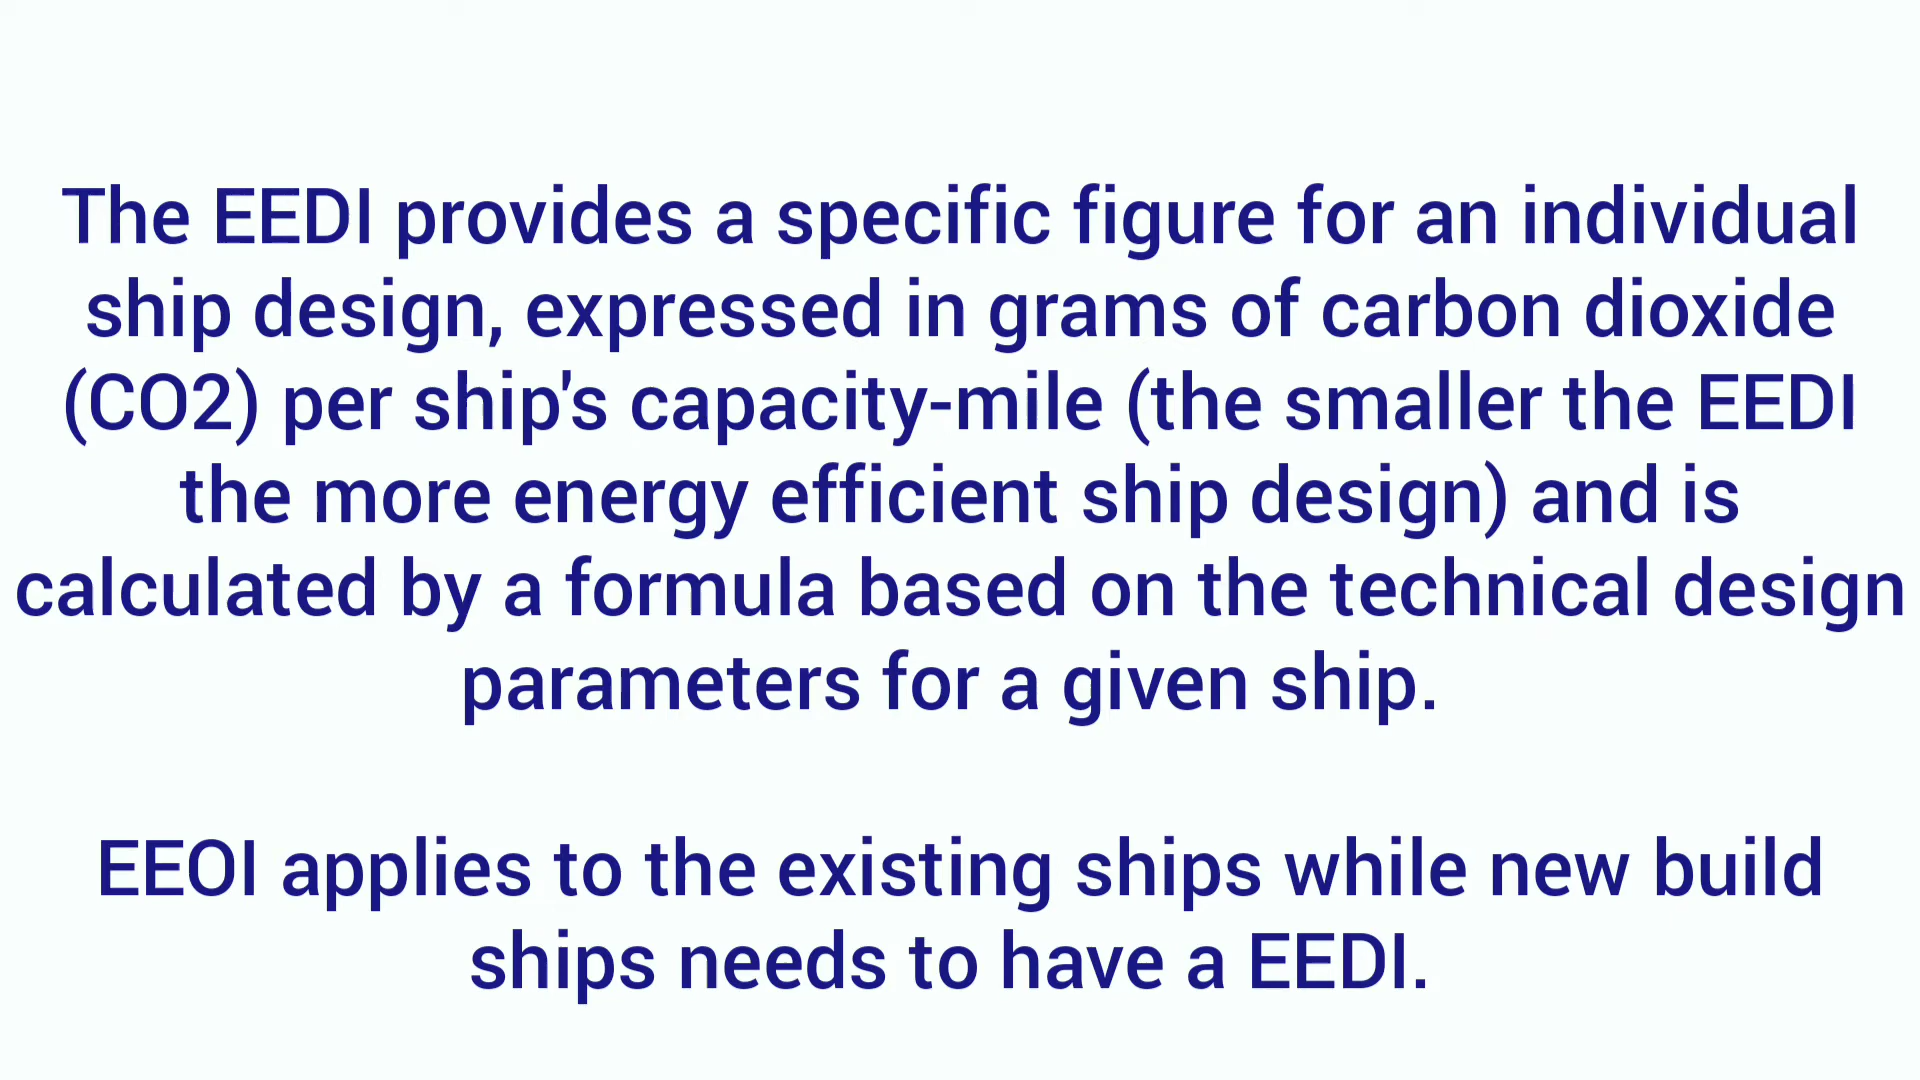 The EEDI provides a specific figure for an individual
ship design, expressed in grams of carbon dioxide
(CO2) per ship's capacity-mile (the smaller the EEDI
the more energy efficient ship design) and is
calculated by a formula based on the technical design
parameters for a given ship.
EEOI applies to the existing ships while new build
ships needs to have a EEDI.